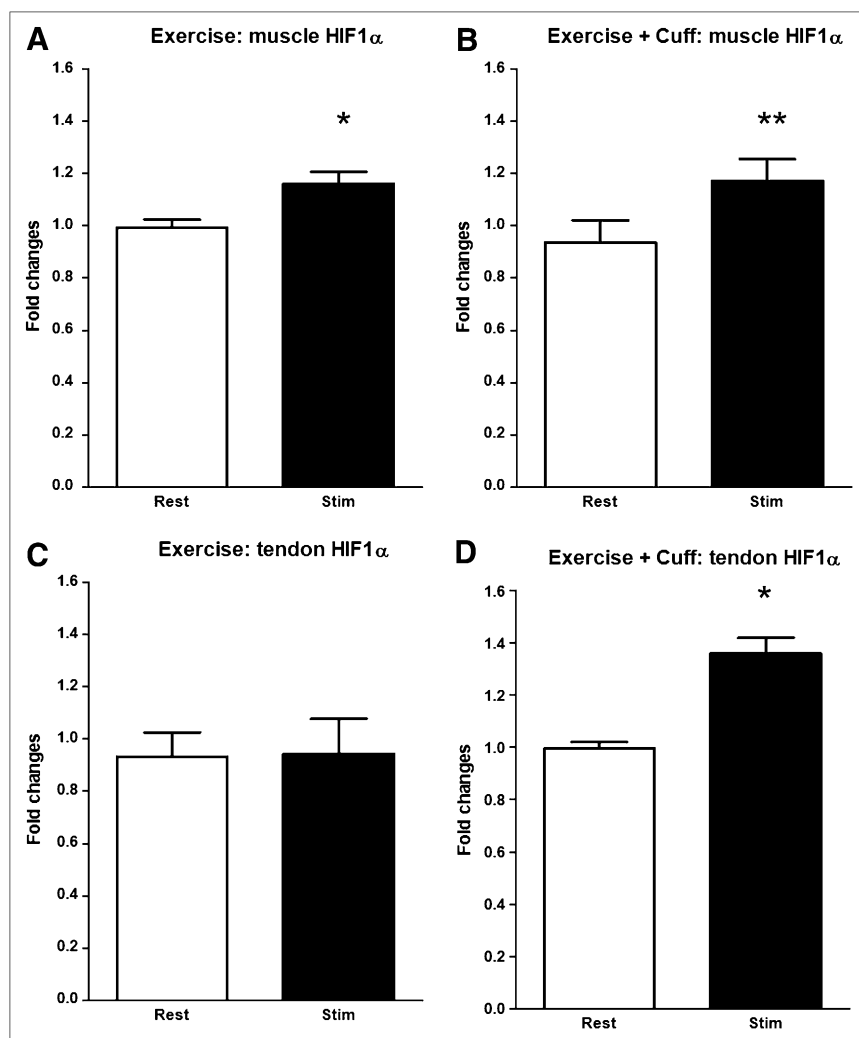 A
Exercise: muscle HIF1α
1.6
1.4
1.2
1.0
0.8
0.6
0.4
0.2
0.0
Fold changes
*
Rest Stim
B
Exercise + Cuff: muscle HIF1α
1.6
1.4
1.2
1.0
0.8
0.6
0.4
0.2
0.0
Fold changes
**
Rest Stim
C
Exercise: tendon HIF1α
1.6
1.4
1.2
1.0
0.8
0.6
0.4
0.2
0.0
Fold changes
Rest Stim
D
Exercise + Cuff: tendon HIF1α
1.6
1.4
1.2
1.0
0.8
0.6
0.4
0.2
0.0
Fold changes
*
Rest Stim